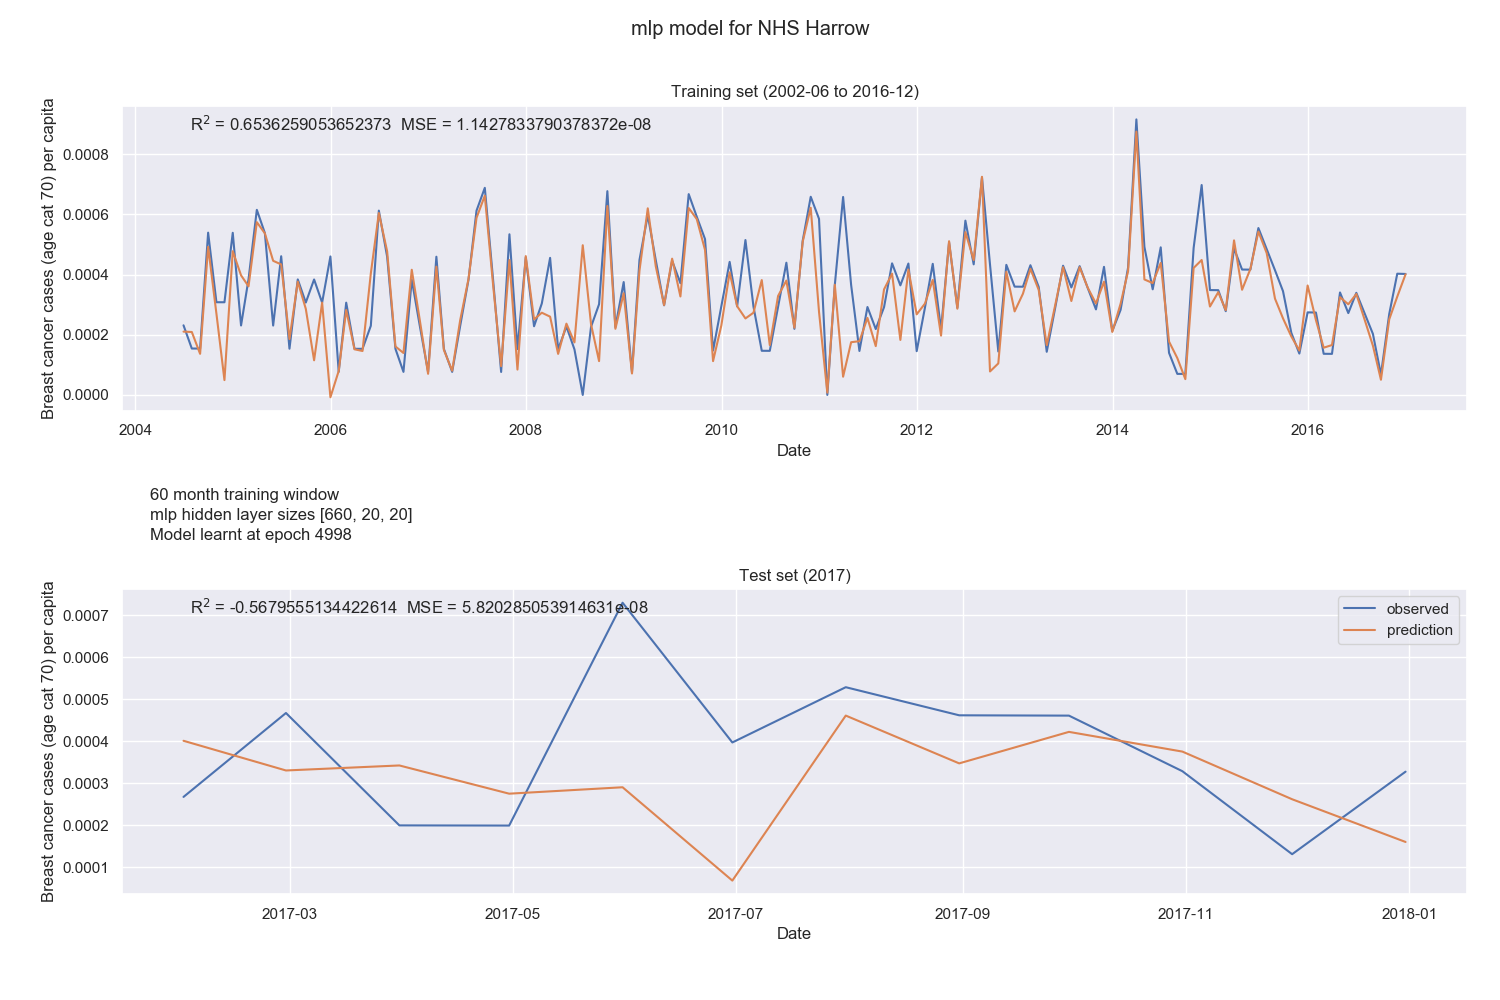 mlp model for NHS Harrow
Training set (2002-06 to 2016-12)
R2 = 0.6536259053652373 MSE = 1.1427833790378372e-08
Breast cancer cases (age cat 70) per capita
0.0008
0.0006
0.0004
0.0002
0.0000
2004 2006 2008 2010 2012 2014 2016
Date
60 month training window
mlp hidden layer sizes [660, 20, 20]
Model learnt at epoch 4998
Test set (2017)
R2 = -0.5679555134422614 MSE = 5.820285053914631e-08
observed
prediction
Breast cancer cases (age cat 70) per capita
0.0007
0.0006
0.0005
0.0004
0.0003
0.0002
0.0001
2017-03 2017-05 2017-07 2017-09 2017-11 2018-01
Date